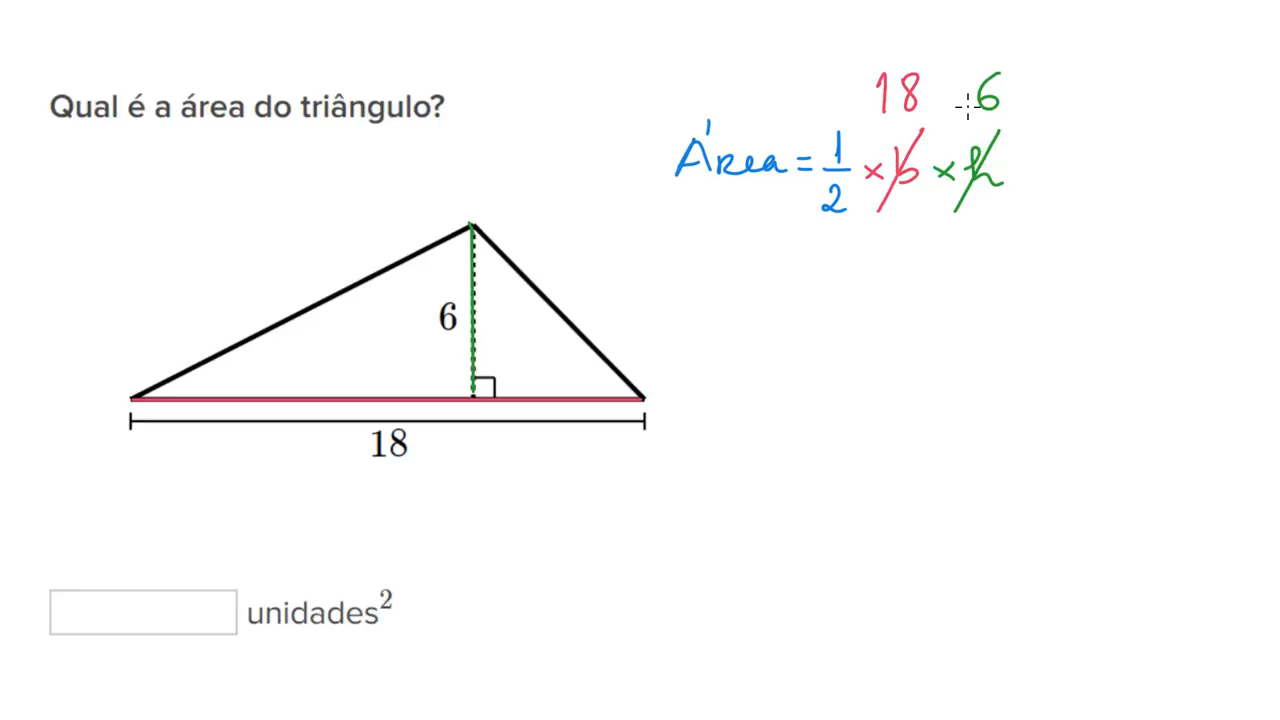 Qual é a área do triângulo?
18 6
Área = 1/2 × b × h
6
18
unidades²